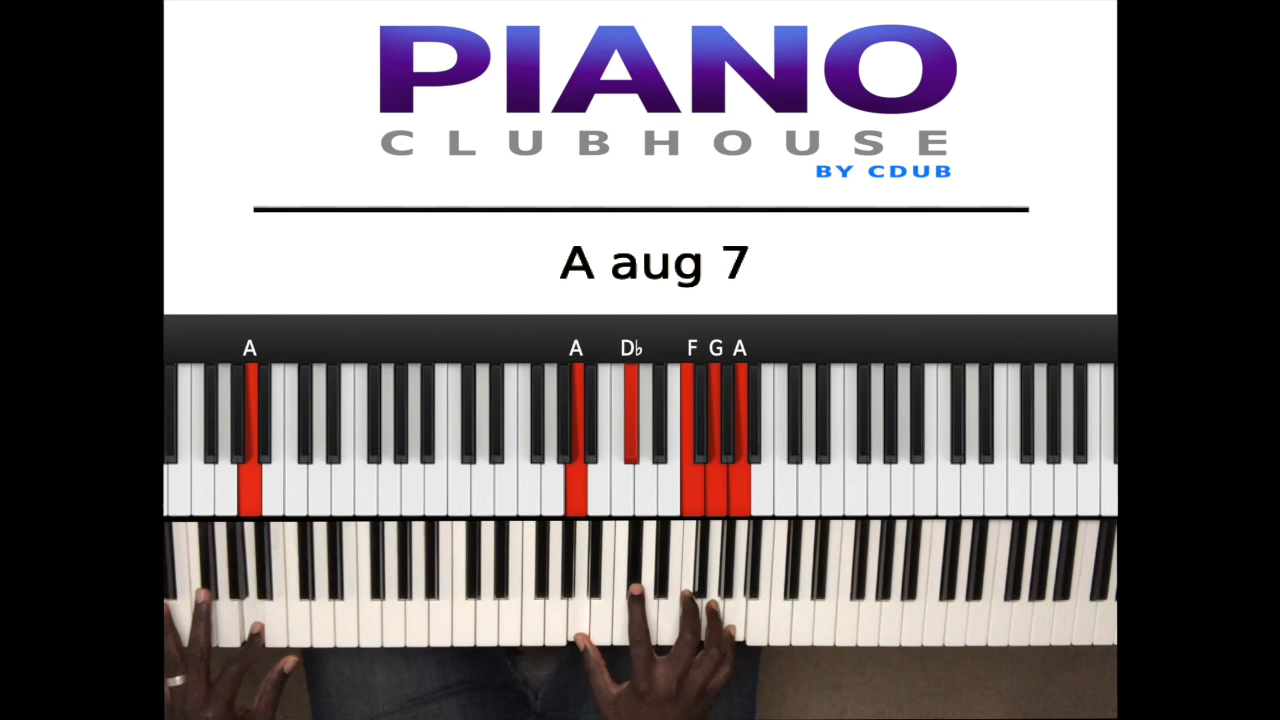 PIANO
CLUBHOUSE
BY CDUB
A aug 7
A A D♭ F G A